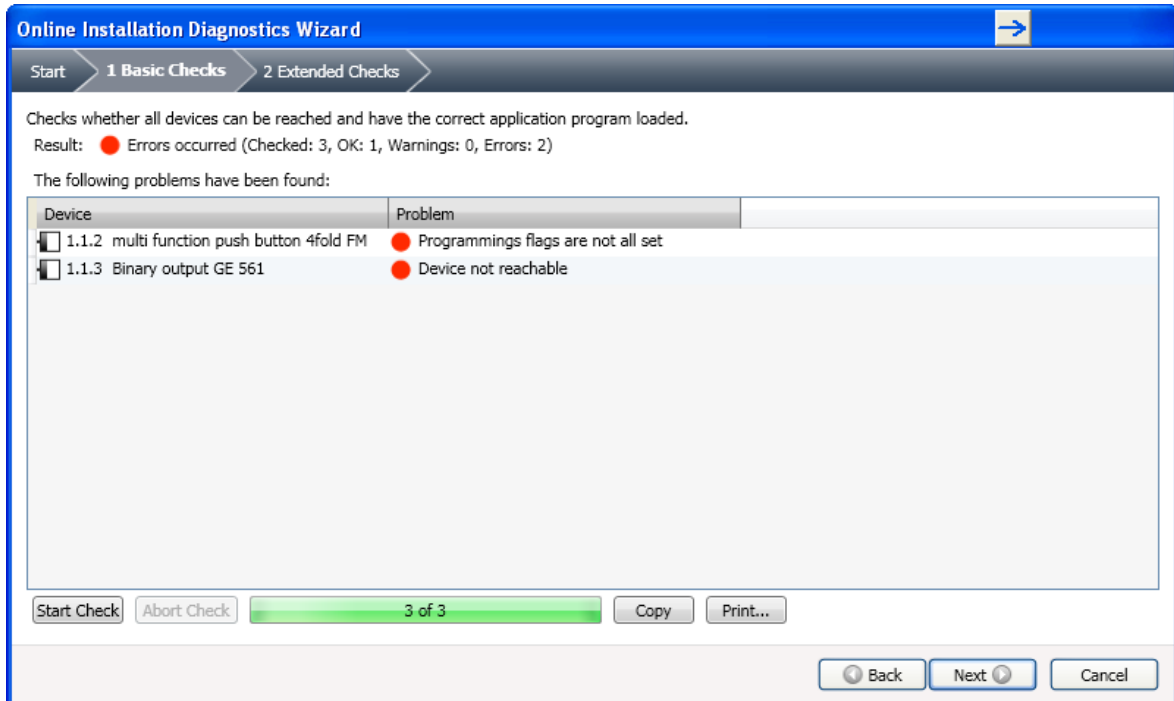 Online Installation Diagnostics Wizard
Start 1 Basic Checks 2 Extended Checks
Checks whether all devices can be reached and have the correct application program loaded.
Result: Errors occurred (Checked: 3, OK: 1, Warnings: 0, Errors: 2)
The following problems have been found:
Device Problem
1.1.2 multi function push button 4fold FM Programmings flags are not all set
1.1.3 Binary output GE 561 Device not reachable
Start Check Abort Check 3 of 3 Copy Print...
Back Next Cancel